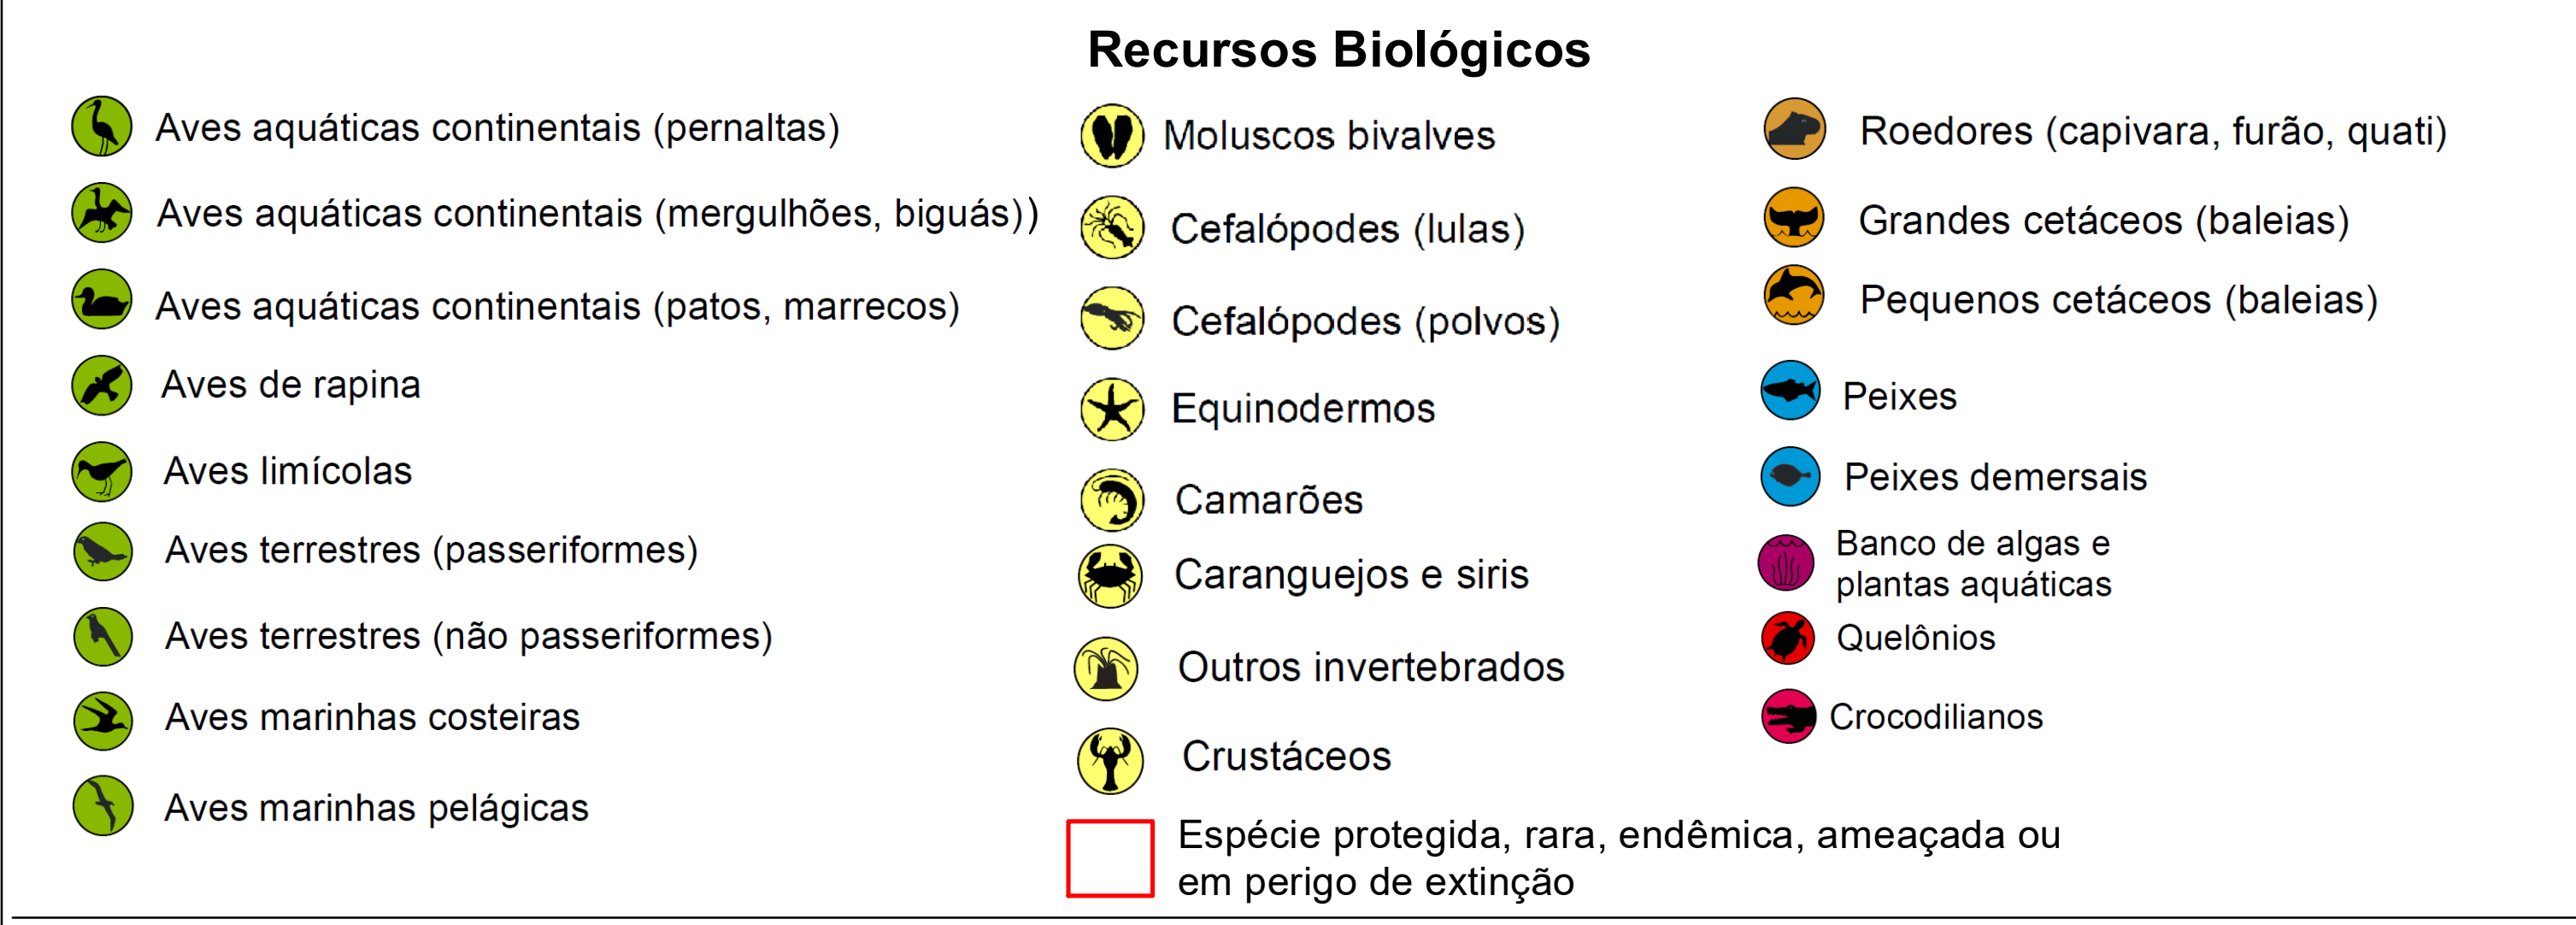 Recursos Biológicos
Aves aquáticas continentais (pernaltas)
Aves aquáticas continentais (mergulhões, biguás))
Aves aquáticas continentais (patos, marrecos)
Aves de rapina
Aves limícolas
Aves terrestres (passeriformes)
Aves terrestres (não passeriformes)
Aves marinhas costeiras
Aves marinhas pelágicas
Moluscos bivalves
Cefalópodes (lulas)
Cefalópodes (polvos)
Equinodermos
Camarões
Caranguejos e siris
Outros invertebrados
Crustáceos
Espécie protegida, rara, endêmica, ameaçada ou
em perigo de extinção
Roedores (capivara, furão, quati)
Grandes cetáceos (baleias)
Pequenos cetáceos (baleias)
Peixes
Peixes demersais
Banco de algas e
plantas aquáticas
Quelônios
Crocodilianos